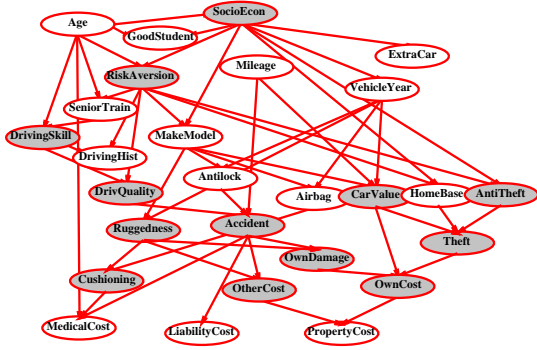 SocioEcon
Age
GoodStudent
ExtraCar
Mileage
RiskAversion
VehicleYear
SeniorTrain
DrivingSkill
MakeModel
DrivingHist
Antilock
DrivQuality
Airbag
CarValue
HomeBase
AntiTheft
Ruggedness
Accident
Theft
OwnDamage
Cushioning
OtherCost
OwnCost
MedicalCost
LiabilityCost
PropertyCost